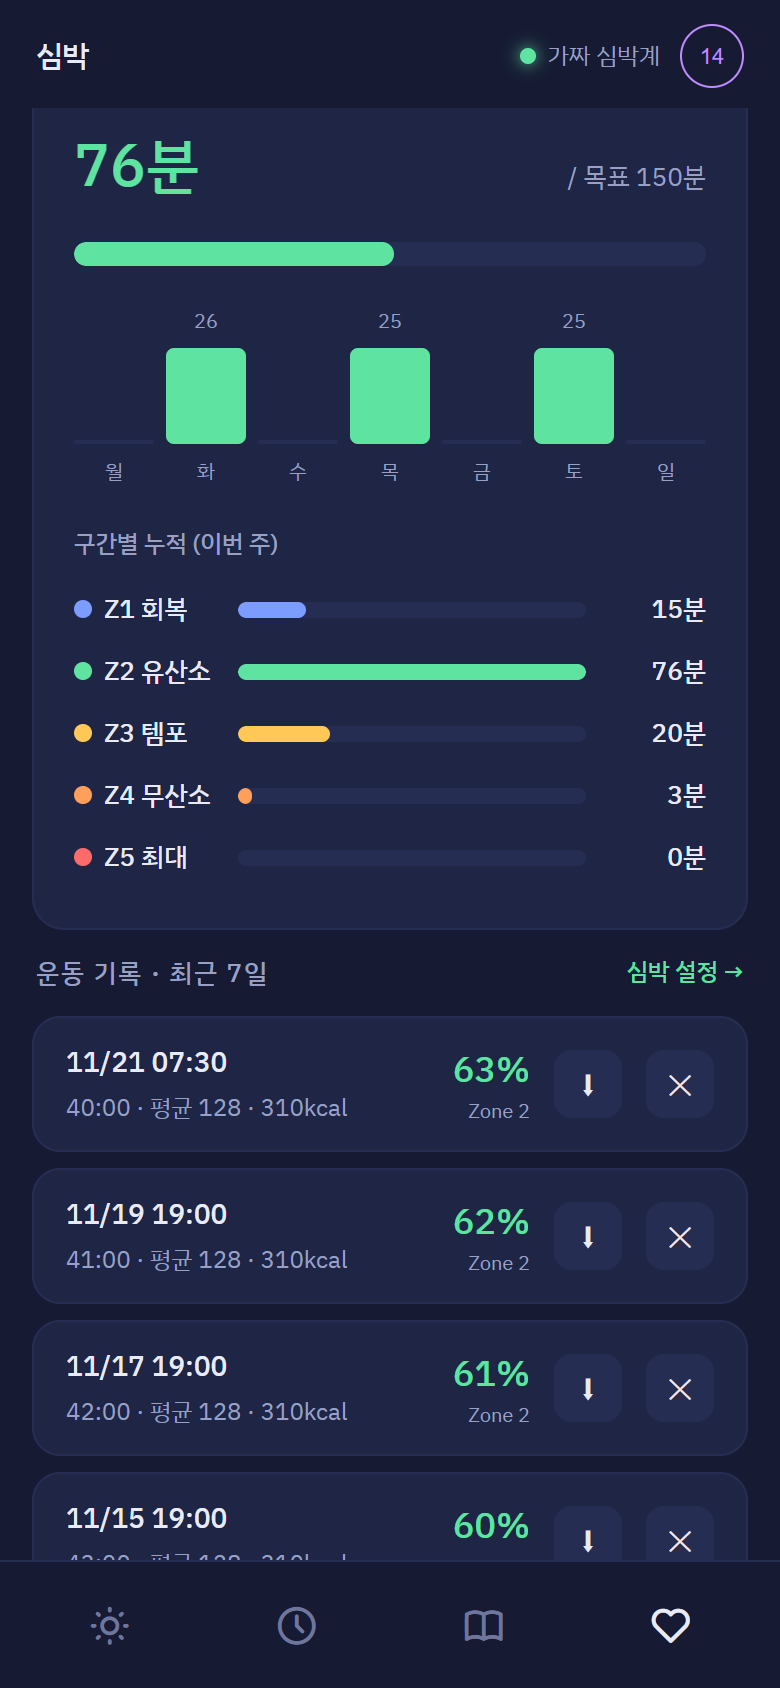 심박
가짜 심박계
14
76분
/ 목표 150분
26 25 25
월 화 수 목 금 토 일
구간별 누적 (이번 주)
Z1 회복 15분
Z2 유산소 76분
Z3 템포 20분
Z4 무산소 3분
Z5 최대 0분
운동 기록 · 최근 7일
심박 설정 →
11/21 07:30
40:00 · 평균 128 · 310kcal
63%
Zone 2
11/19 19:00
41:00 · 평균 128 · 310kcal
62%
Zone 2
11/17 19:00
42:00 · 평균 128 · 310kcal
61%
Zone 2
11/15 19:00
60%